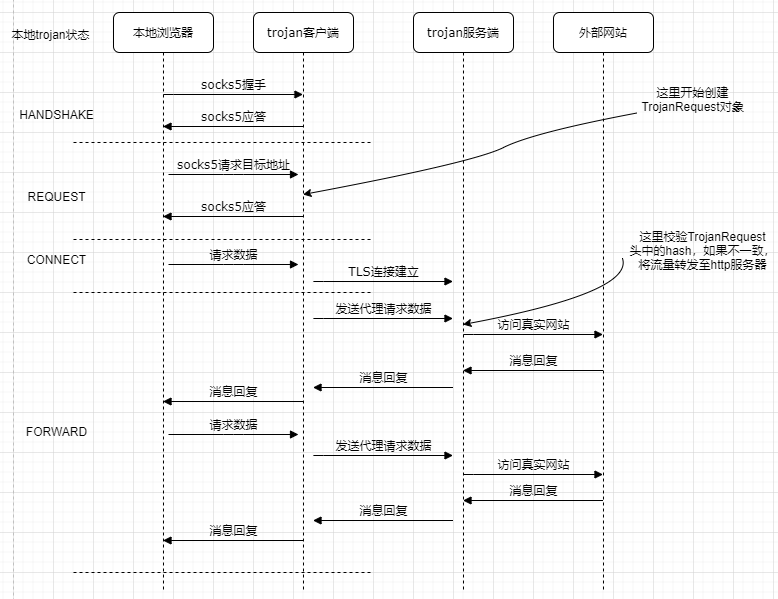 本地trojan状态
本地浏览器
trojan客户端
trojan服务端
外部网站
socks5握手
这里开始创建
TrojanRequest对象
HANDSHAKE
socks5应答
socks5请求目标地址
REQUEST
socks5应答
这里校验TrojanRequest
头中的hash，如果不一致，
将流量转发至http服务器
CONNECT
请求数据
TLS连接建立
发送代理请求数据
访问真实网站
消息回复
消息回复
消息回复
FORWARD
请求数据
发送代理请求数据
访问真实网站
消息回复
消息回复
消息回复